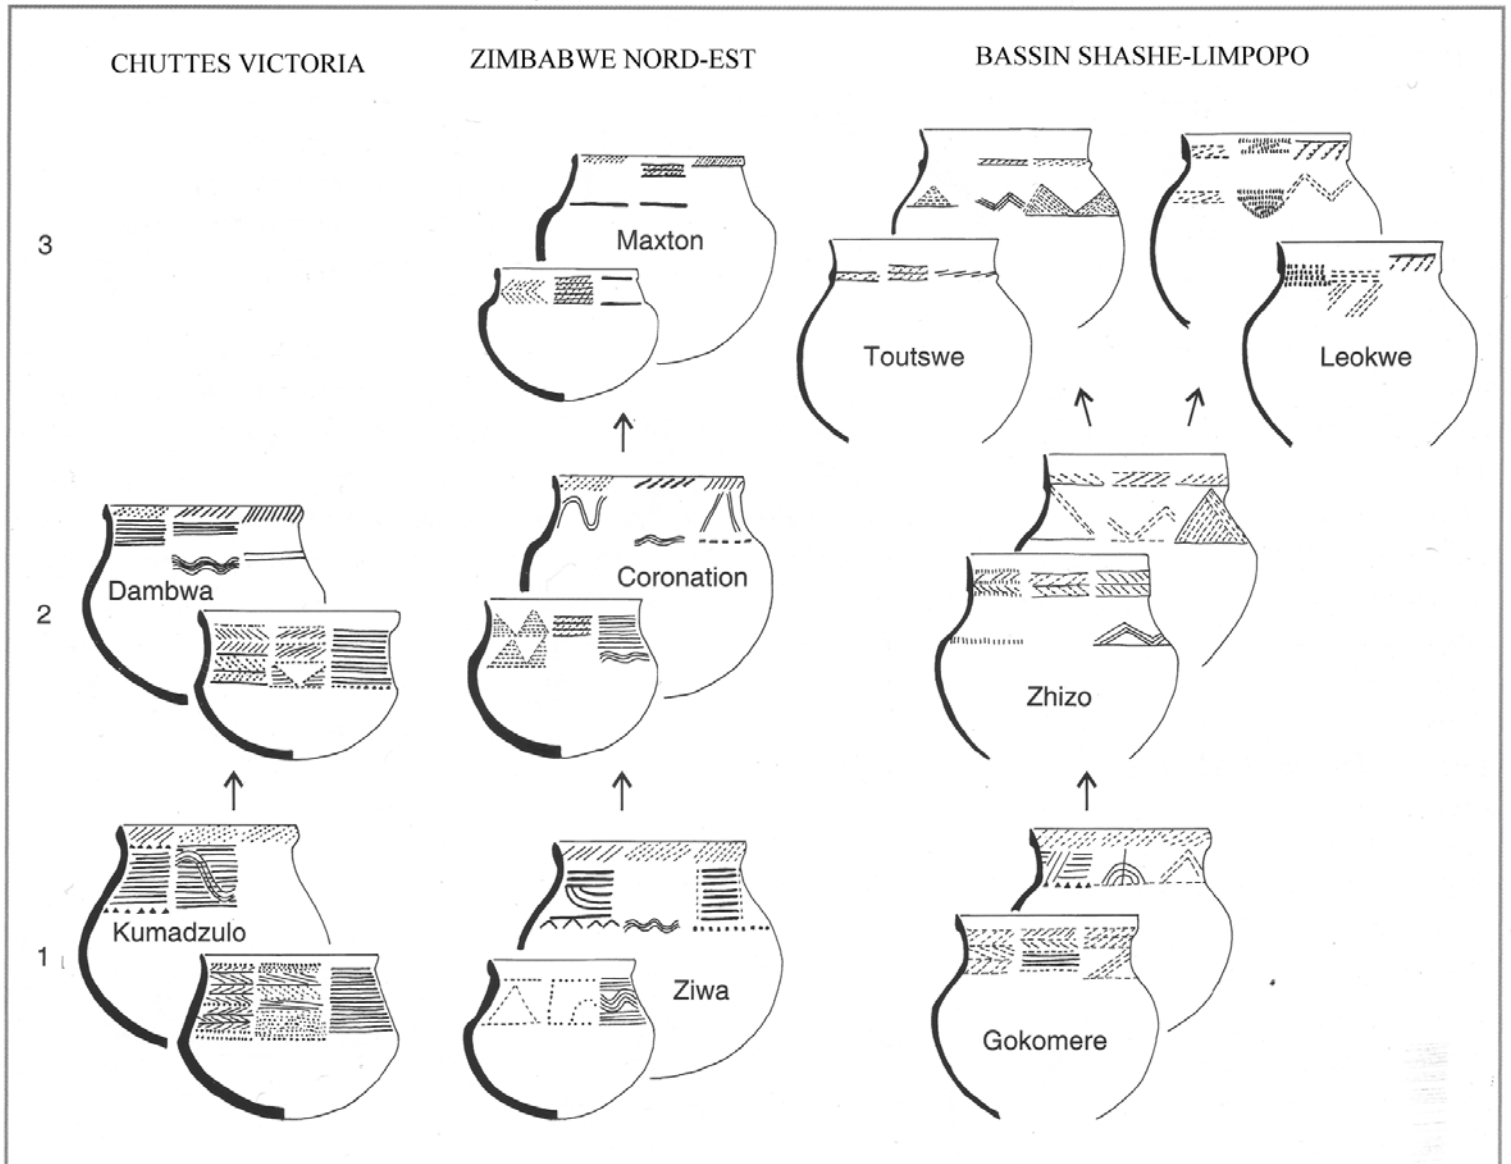 CHUTTES VICTORIA
ZIMBABWE NORD-EST
BASSIN SHASHE-LIMPOPO
3
Maxton
Toutswe
Leokwe
2
Dambwa
Coronation
Zhizo
1
Kumadzulo
Ziwa
Gokomere